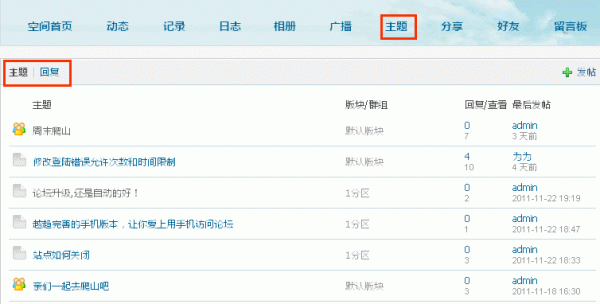 空间首页 动态 记录 日志 相册 广播 主题 分享 好友 留言板
主题 | 回复 发帖
主题 版块/群组 回复/查看 最后发帖
周末爬山 默认版块 0 admin
7 3 天前
修改登陆错误允许次数和时间限制 默认版块 4 为为
10 4 天前
论坛升级,还是自动的好！ 1分区 0 admin
2 2011-11-22 19:19
越趋完善的手机版本，让你爱上用手机访问论坛 1分区 0 admin
1 2011-11-22 18:47
站点如何关闭 1分区 0 admin
3 2011-11-22 18:33
亲们一起去爬山吧 默认版块 0 admin
3 2011-11-18 16:30